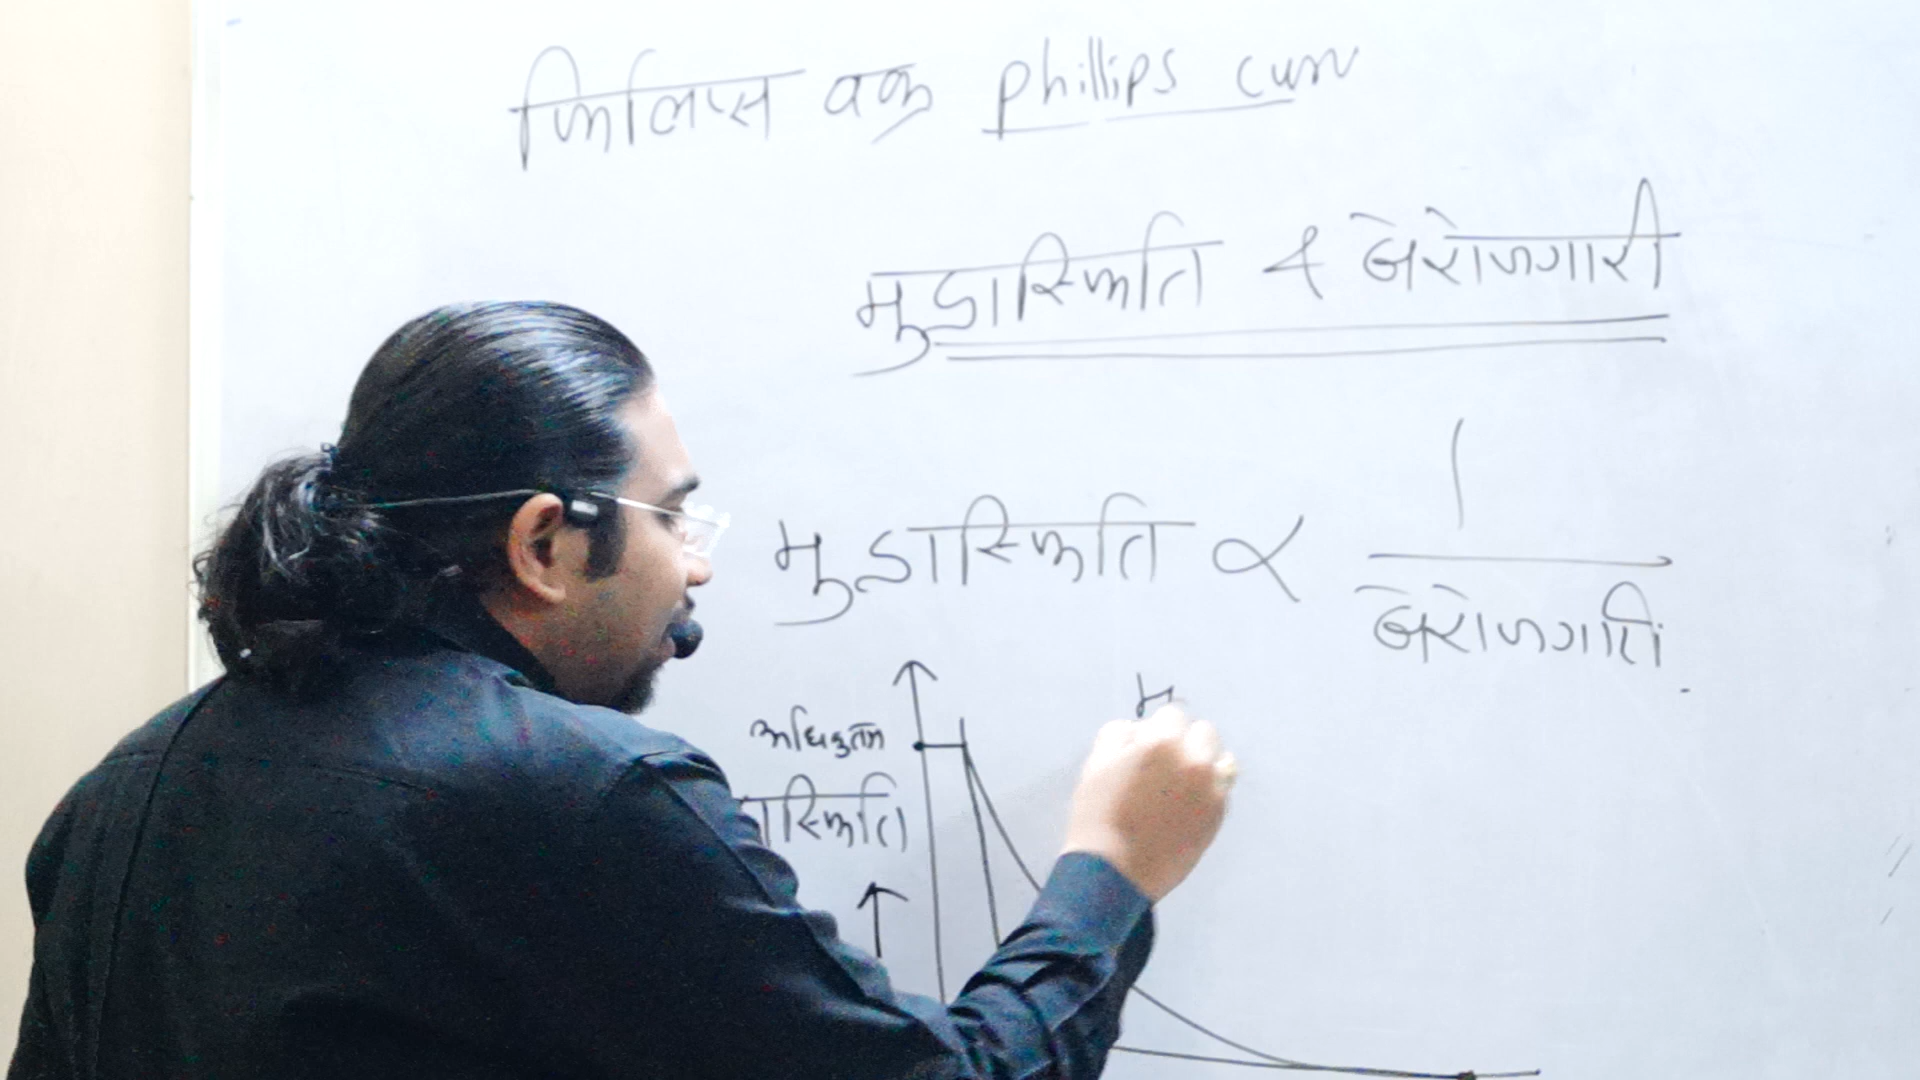 फिलिप्स वक्र Phillips curv
मुद्रास्फिति & बेरोजगारी
मुद्रास्फिति ∝ 1
बेरोजगारी
अधिकतम
ास्फिति
म